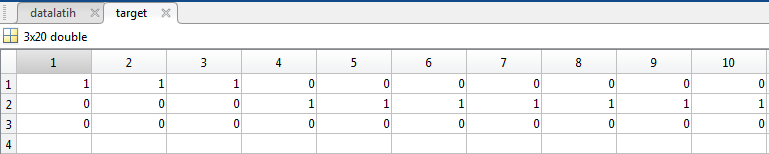 datalatih target
3x20 double
1 2 3 4 5 6 7 8 9 10
1 1 1 1 0 0 0 0 0 0 0
2 0 0 0 1 1 1 1 1 1 1
3 0 0 0 0 0 0 0 0 0 0
4